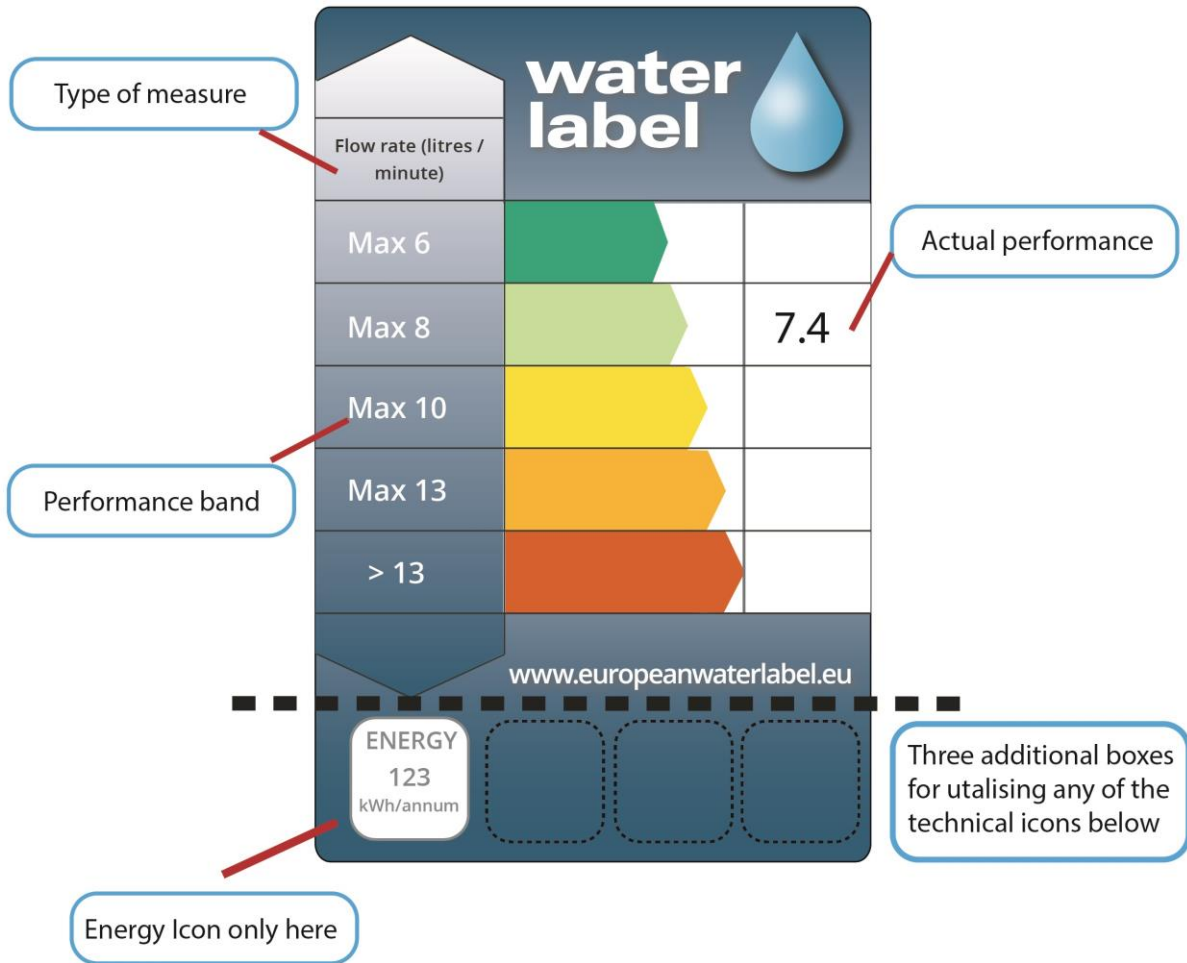 water
label
Type of measure
Flow rate (litres /
minute)
Max 6
Actual performance
Max 8
7.4
Max 10
Performance band
Max 13
> 13
www.europeanwaterlabel.eu
ENERGY
123
kWh/annum
Three additional boxes
for utalising any of the
technical icons below
Energy Icon only here